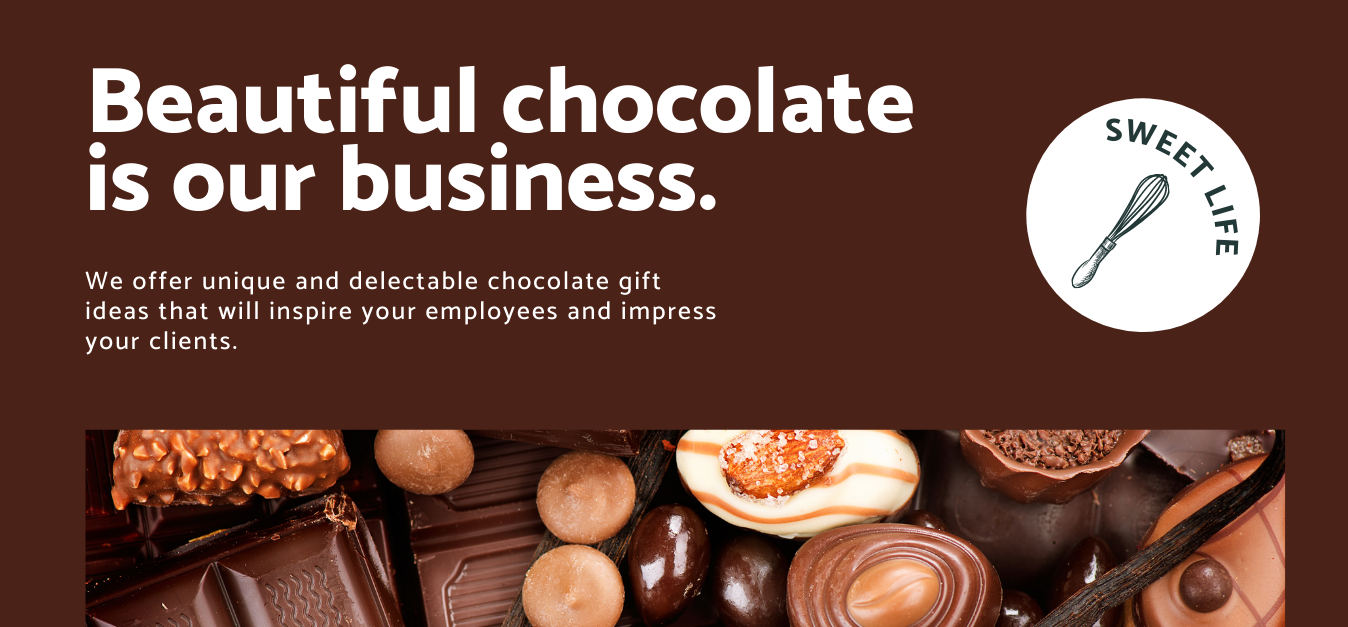 Beautiful chocolate
is our business.
We offer unique and delectable chocolate gift
ideas that will inspire your employees and impress
your clients.
SWEET LIFE